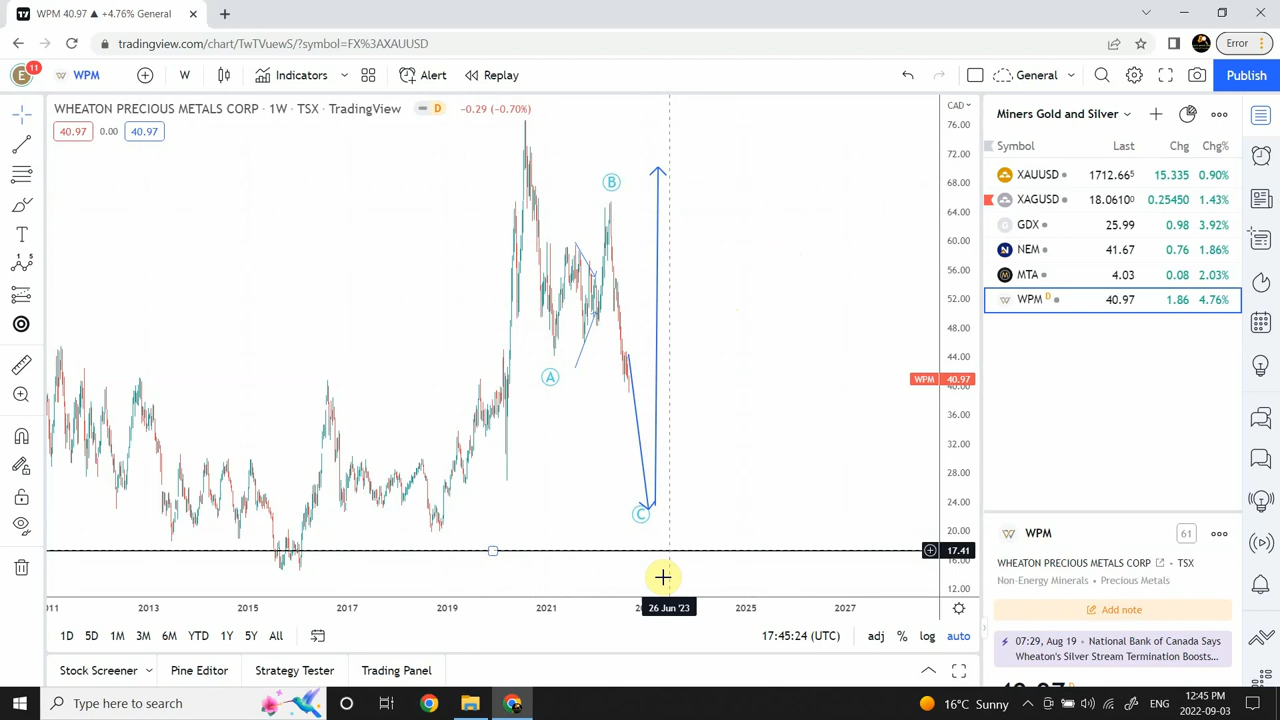 WPM 40.97 ▲ +4.76% General
tradingview.com/chart/TwTVuewS/?symbol=FX%3AXAUUSD
Error
E 11
WPM
W
Indicators
Alert
Replay
General
Publish
WHEATON PRECIOUS METALS CORP · 1W · TSX · TradingView
D
−0.29 (−0.70%)
CAD
40.97
0.00
40.97
76.00
72.00
68.00
64.00
60.00
56.00
52.00
48.00
44.00
WPM 40.97
40.00
36.00
32.00
28.00
24.00
20.00
17.41
16.00
12.00
A
B
C
2013
2015
2017
2019
2021
26 Jun '23
2025
2027
1D 5D 1M 3M 6M YTD 1Y 5Y All
17:45:24 (UTC)
adj % log auto
Stock Screener
Pine Editor
Strategy Tester
Trading Panel
Miners Gold and Silver
Symbol Last Chg Chg%
XAUUSD 1712.665 15.335 0.90%
XAGUSD 18.06100 0.25450 1.43%
GDX 25.99 0.98 3.92%
NEM 41.67 0.76 1.86%
MTA 4.03 0.08 2.03%
WPM D 40.97 1.86 4.76%
WPM
61
WHEATON PRECIOUS METALS CORP · TSX
Non-Energy Minerals · Precious Metals
Add note
07:29, Aug 19 · National Bank of Canada Says
Wheaton's Silver Stream Termination Boosts...
Type here to search
16°C Sunny
ENG
12:45 PM
2022-09-03